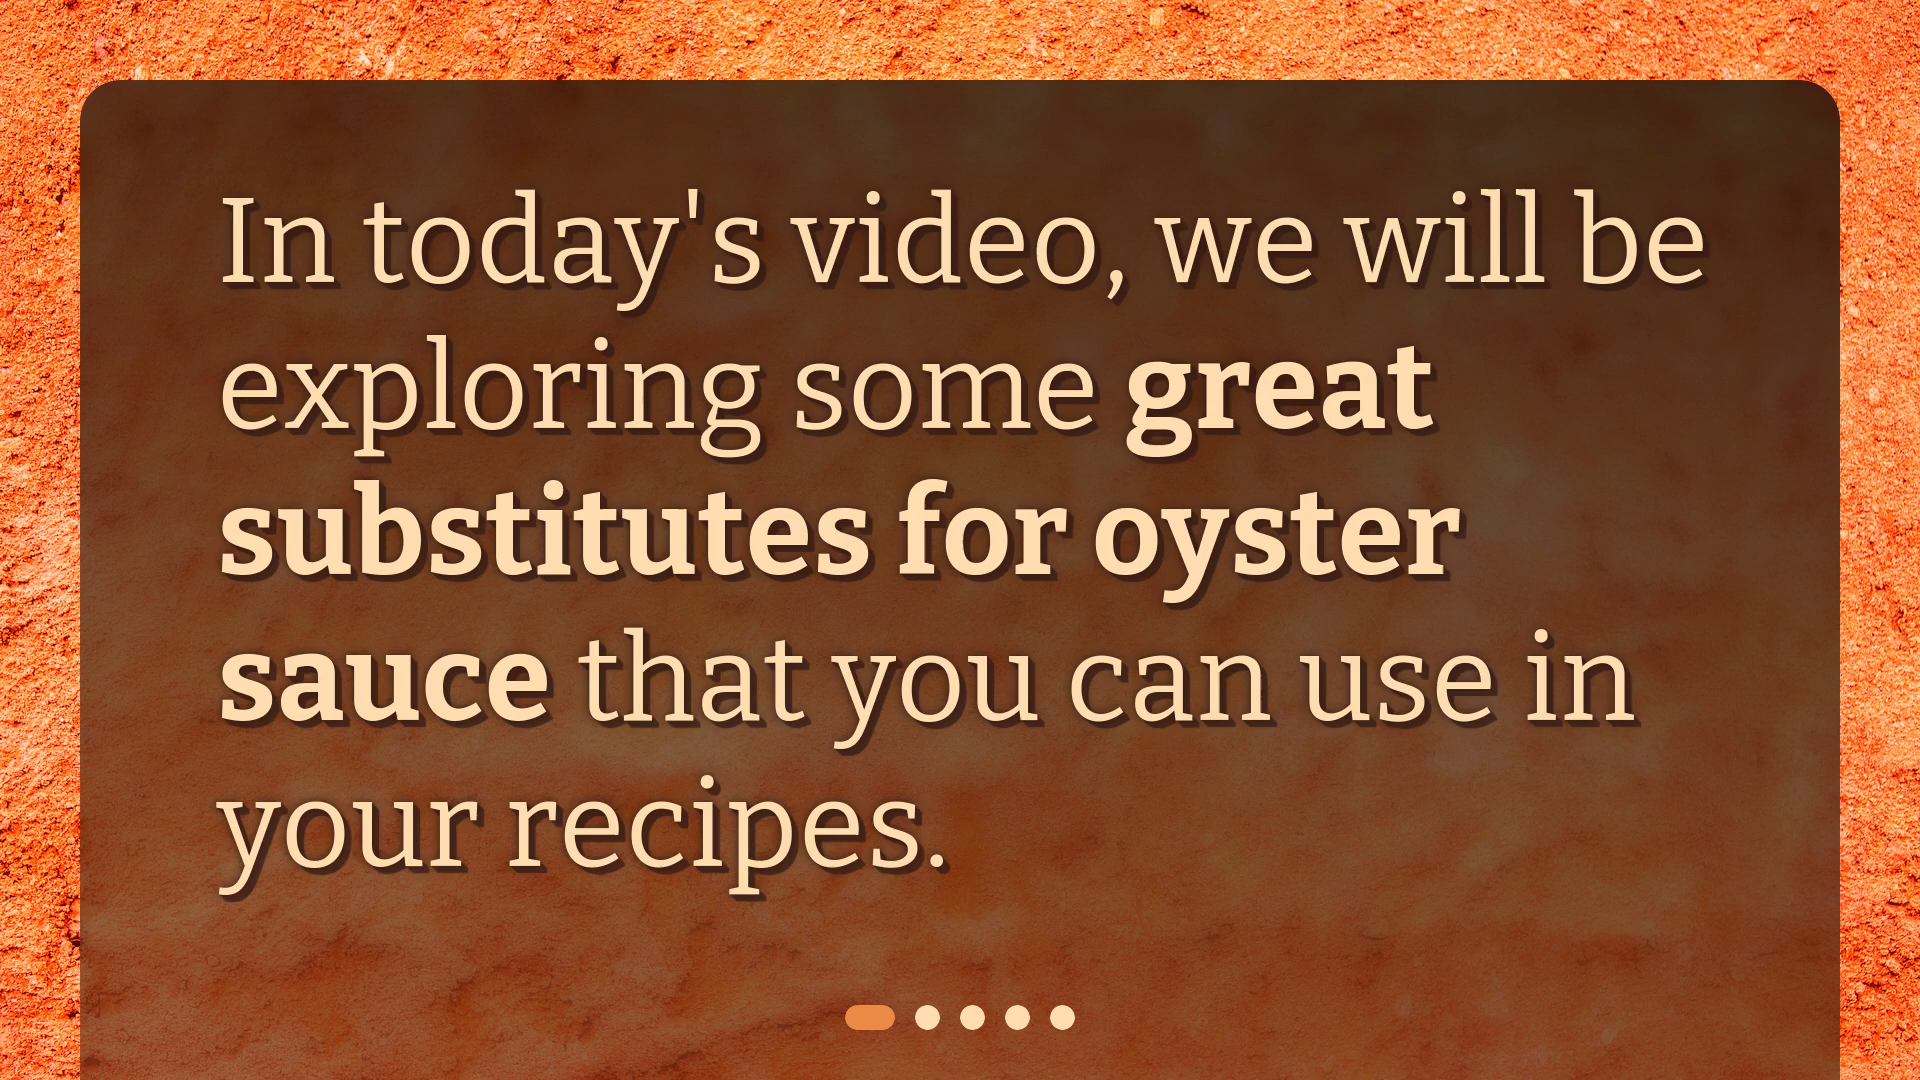 In today's video, we will be
exploring some great
substitutes for oyster
sauce that you can use in
your recipes.